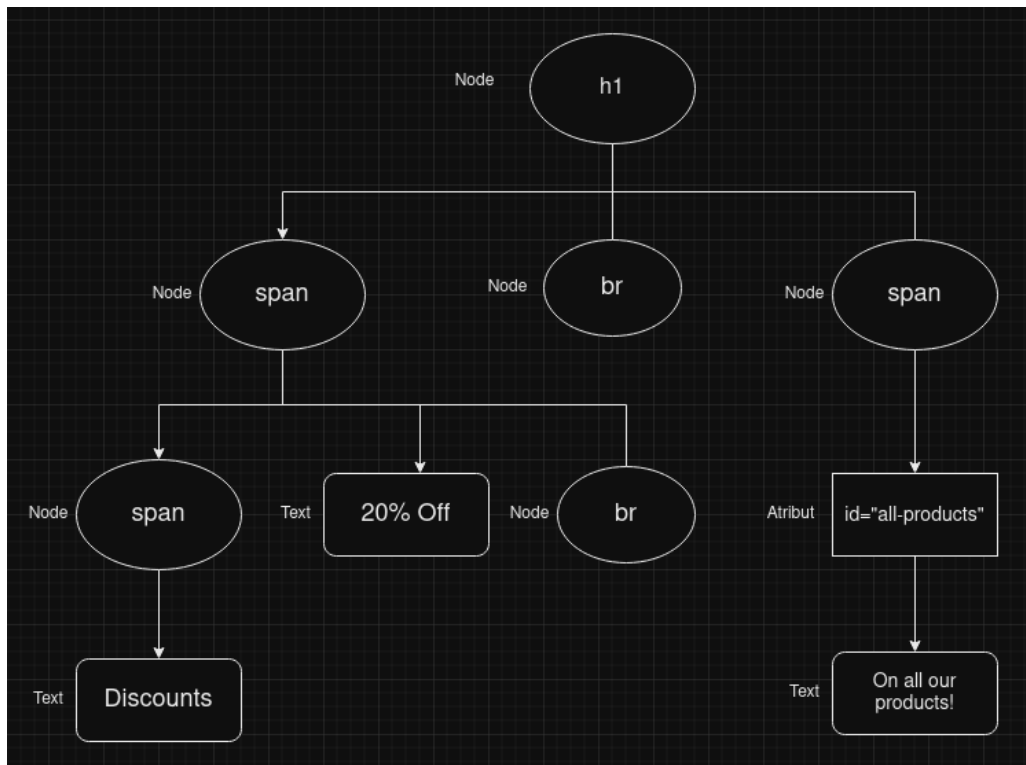 Node
h1
Node
span
Node
br
Node
span
Node
span
Text
20% Off
Node
br
Atribut
id="all-products"
Text
Discounts
Text
On all our
products!